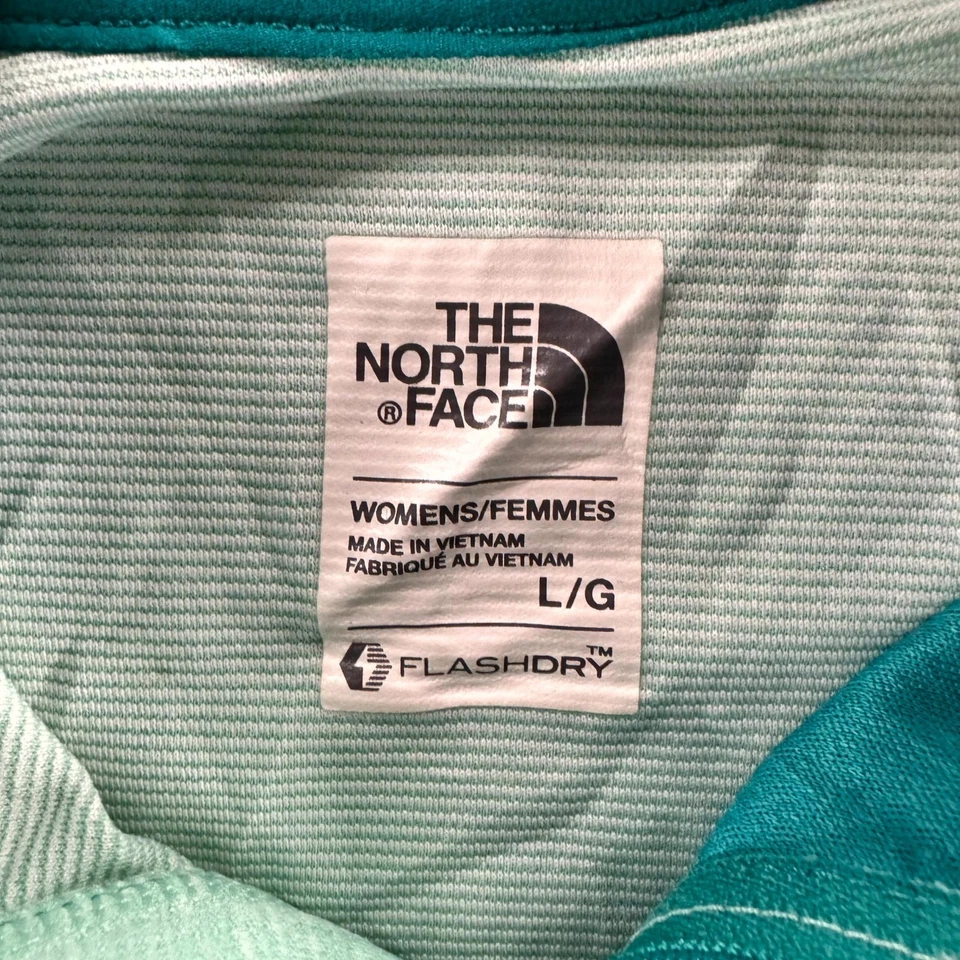 THE
NORTH
®FACE
WOMENS/FEMMES
MADE IN VIETNAM
FABRIQUÉ AU VIETNAM
L/G
FLASHDRY™